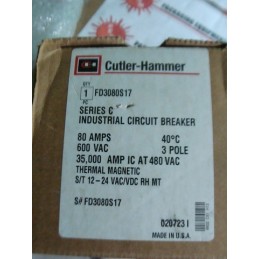 Cutler-Hammer
QTY
1
PC
FD3080S17
SERIES C
INDUSTRIAL CIRCUIT BREAKER
80 AMPS 40°C
600 VAC 3 POLE
35,000 AMP IC AT 480 VAC
THERMAL MAGNETIC
S/T 12-24 VAC/VDC RH MT
S# FD3080S17
MADE IN U.S.A.